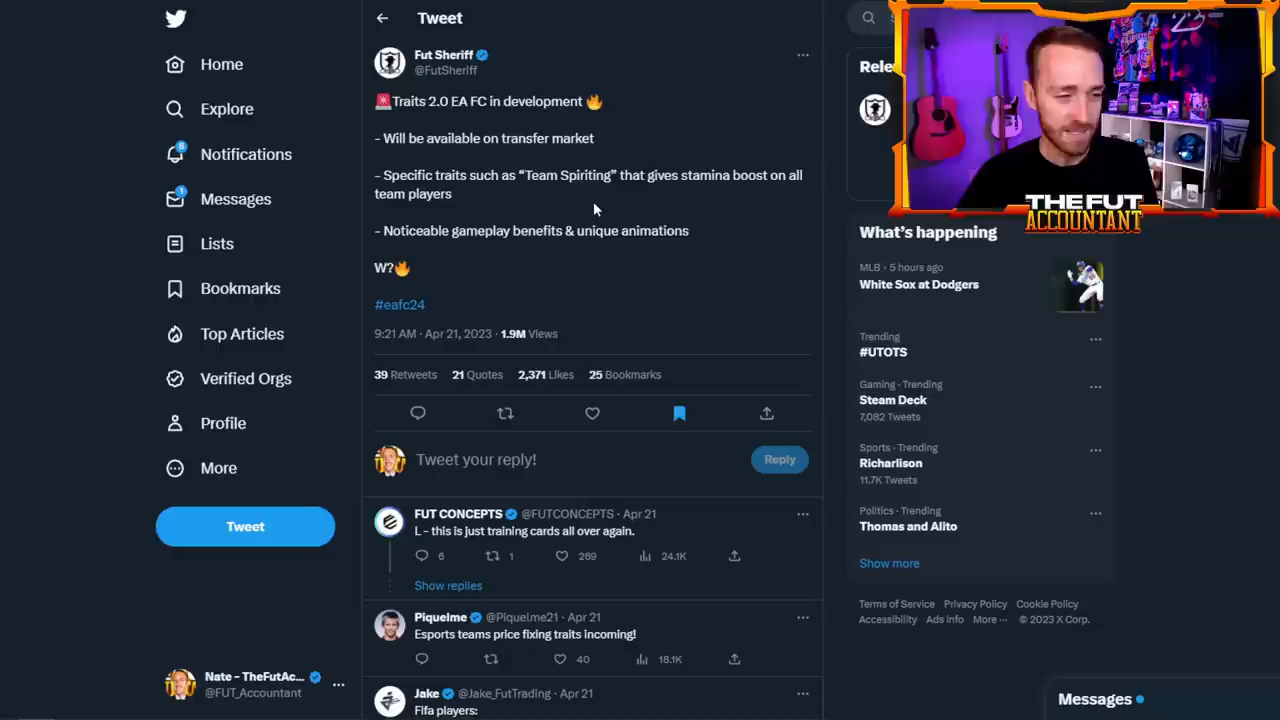 Tweet
Home
Explore
6
Notifications
1
Messages
Lists
Bookmarks
Top Articles
Verified Orgs
Profile
More
Tweet
Nate - TheFutAc...
@FUT_Accountant
Fut Sheriff
@FutSheriff
🚨Traits 2.0 EA FC in development 🔥
- Will be available on transfer market
- Specific traits such as “Team Spiriting” that gives stamina boost on all
team players
- Noticeable gameplay benefits & unique animations
W?🔥
#eafc24
9:21 AM · Apr 21, 2023 · 1.9M Views
39 Retweets 21 Quotes 2,371 Likes 25 Bookmarks
Tweet your reply!
Reply
FUT CONCEPTS @FUTCONCEPTS · Apr 21
L - this is just training cards all over again.
6 1 269 24.1K
Show replies
Piquelme @Piquelme21 · Apr 21
Esports teams price fixing traits incoming!
40 18.1K
Jake @Jake_FutTrading · Apr 21
Fifa players:
S
Rele
THE FUT
ACCOUNTANT
What's happening
MLB · 5 hours ago
White Sox at Dodgers
Trending
#UTOTS
Gaming · Trending
Steam Deck
7,082 Tweets
Sports · Trending
Richarlison
11.7K Tweets
Politics · Trending
Thomas and Alito
Show more
Terms of Service Privacy Policy Cookie Policy
Accessibility Ads info More ··· © 2023 X Corp.
Messages